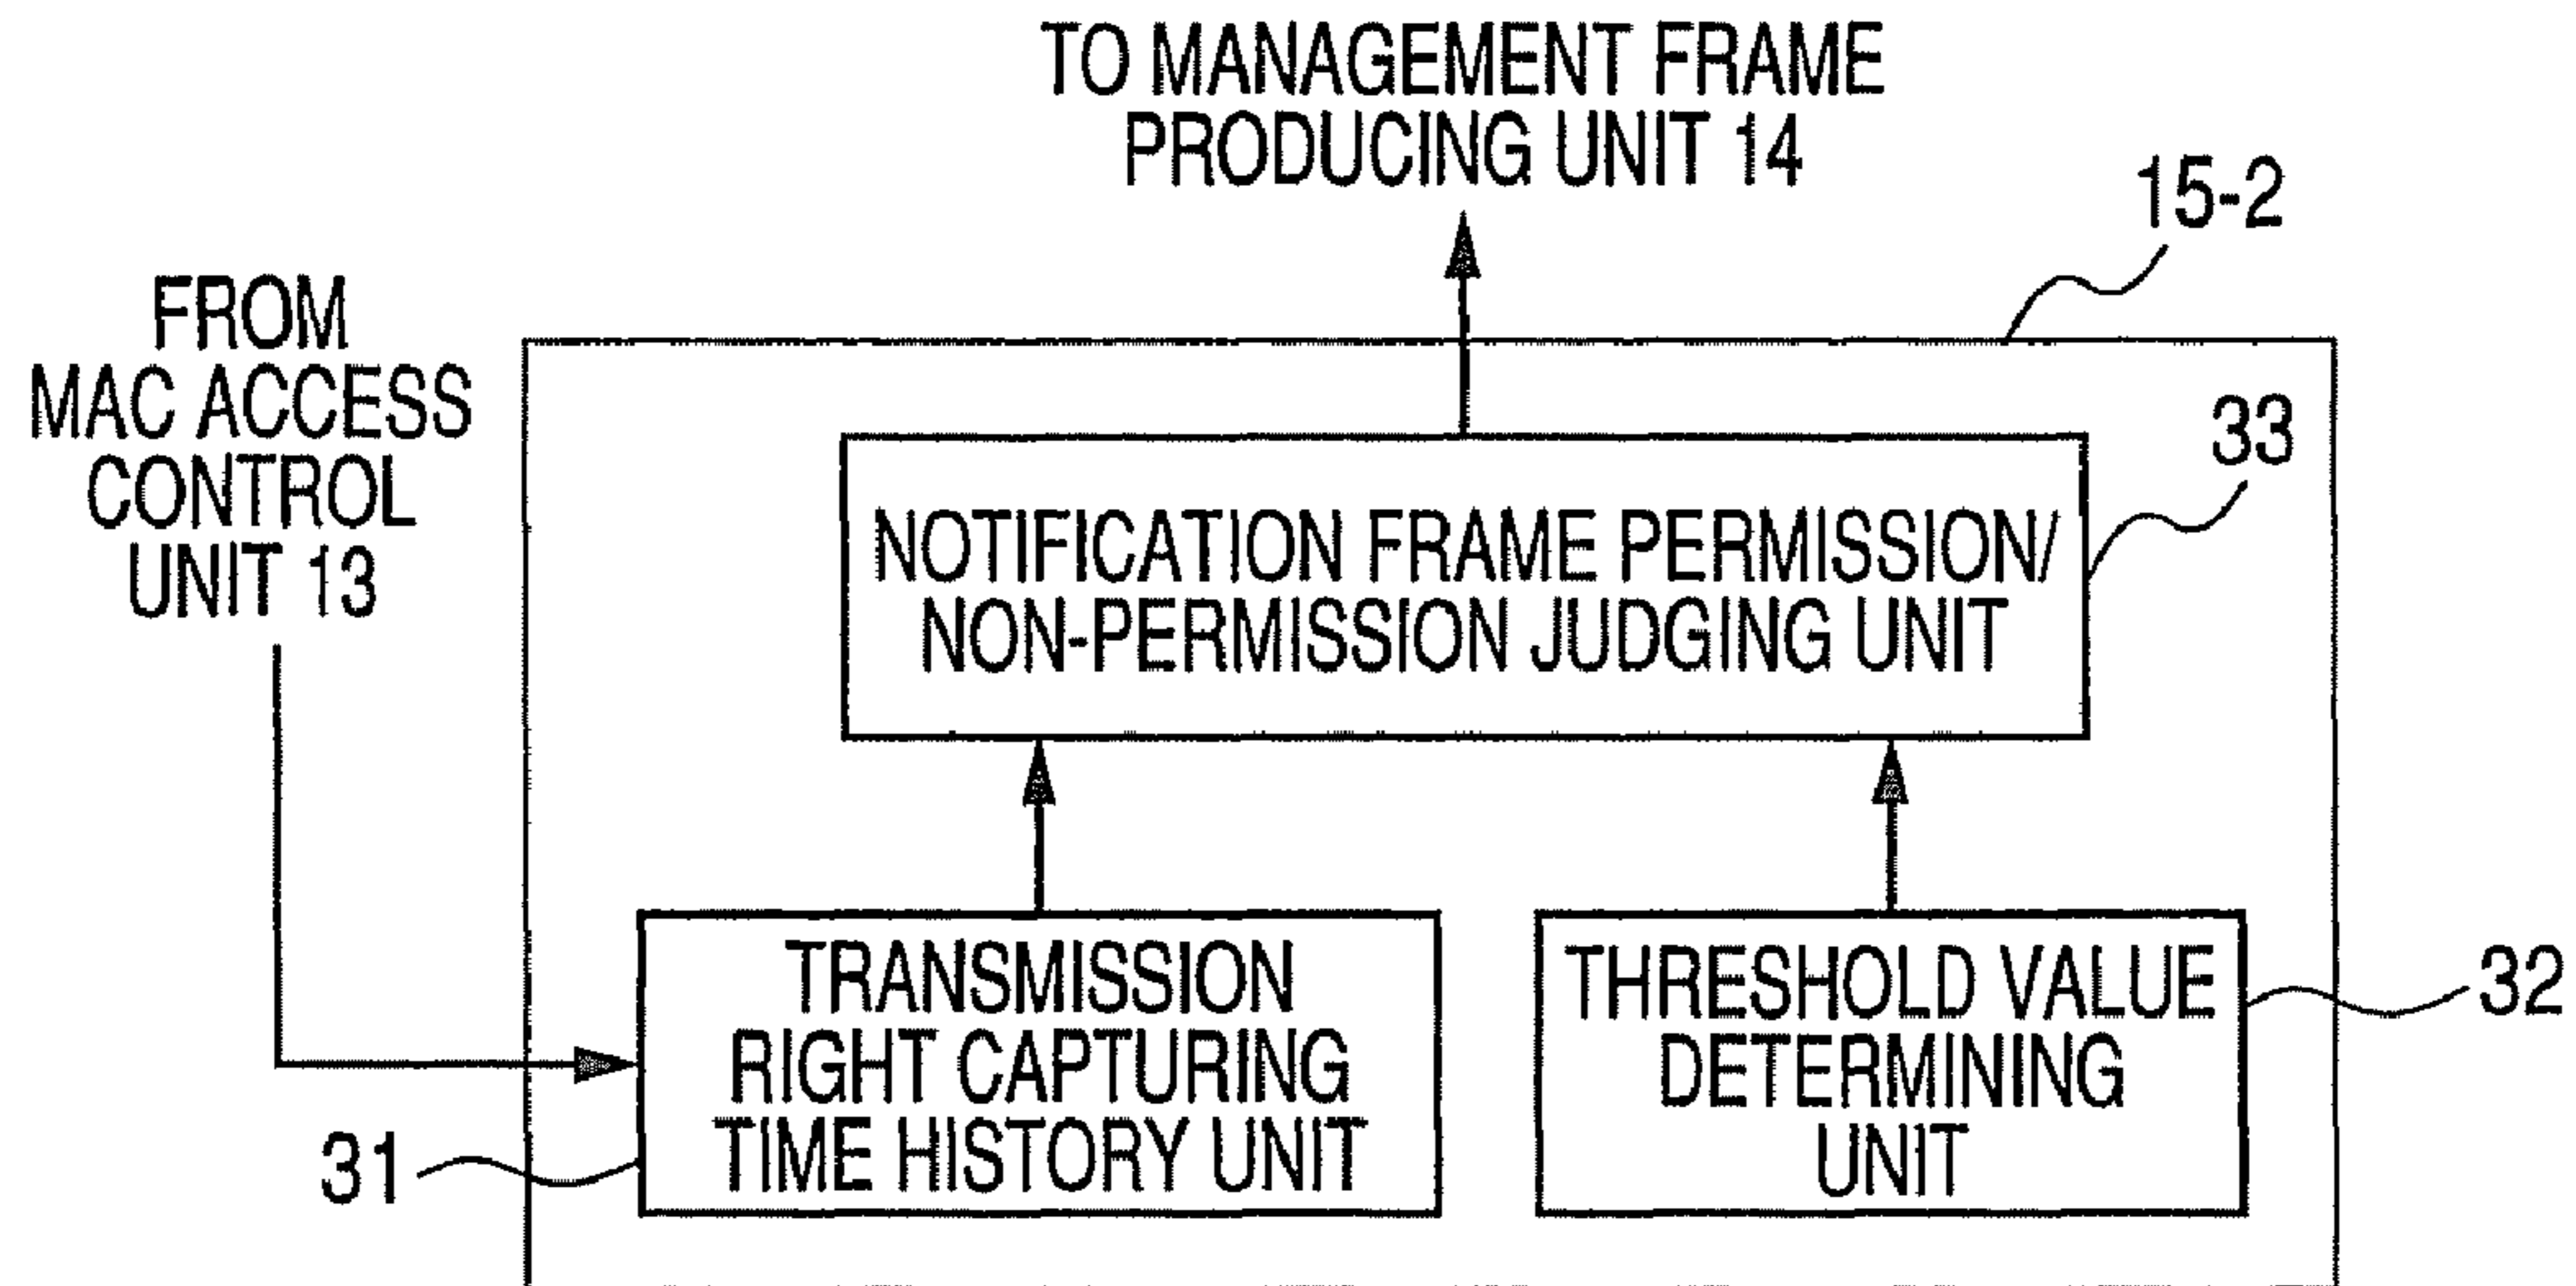 TO MANAGEMENT FRAME
PRODUCING UNIT 14
15-2
FROM
MAC ACCESS
CONTROL
UNIT 13
33
NOTIFICATION FRAME PERMISSION/
NON-PERMISSION JUDGING UNIT
TRANSMISSION
RIGHT CAPTURING
TIME HISTORY UNIT
31
THRESHOLD VALUE
DETERMINING
UNIT
32